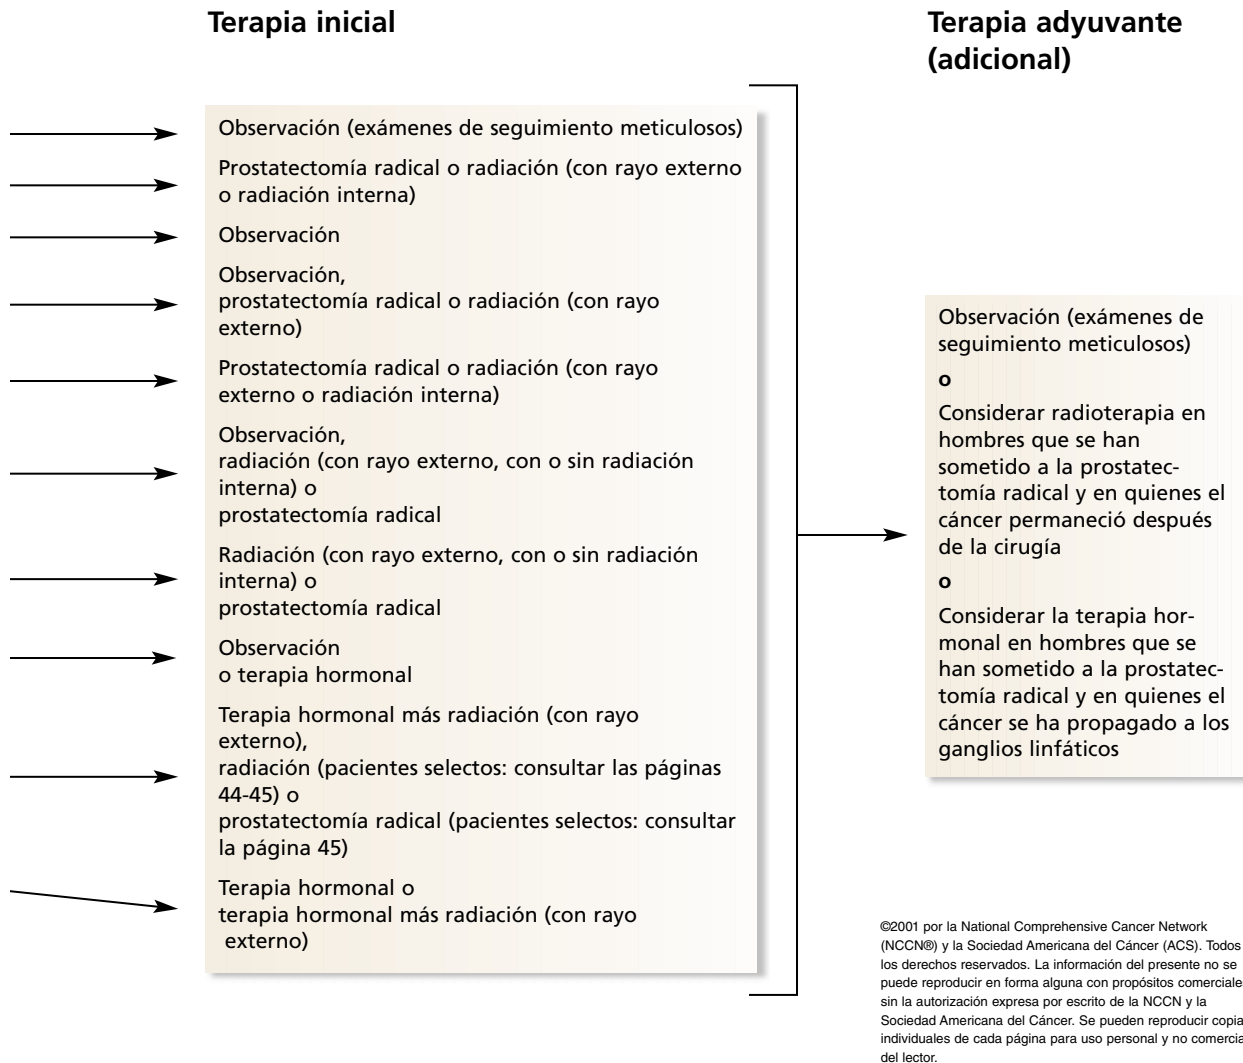 Terapia inicial
Terapia adyuvante
(adicional)
Observación (exámenes de seguimiento meticulosos)
Prostatectomía radical o radiación (con rayo externo
o radiación interna)
Observación
Observación,
prostatectomía radical o radiación (con rayo
externo)
Prostatectomía radical o radiación (con rayo
externo o radiación interna)
Observación,
radiación (con rayo externo, con o sin radiación
interna) o
prostatectomía radical
Radiación (con rayo externo, con o sin radiación
interna) o
prostatectomía radical
Observación
o terapia hormonal
Terapia hormonal más radiación (con rayo
externo),
radiación (pacientes selectos: consultar las páginas
44-45) o
prostatectomía radical (pacientes selectos: consultar
la página 45)
Terapia hormonal o
terapia hormonal más radiación (con rayo
externo)
Observación (exámenes de
seguimiento meticulosos)
o
Considerar radioterapia en
hombres que se han
sometido a la prostatec-
tomía radical y en quienes el
cáncer permaneció después
de la cirugía
o
Considerar la terapia hor-
monal en hombres que se
han sometido a la prostatec-
tomía radical y en quienes el
cáncer se ha propagado a los
ganglios linfáticos
©2001 por la National Comprehensive Cancer Network
(NCCN®) y la Sociedad Americana del Cáncer (ACS). Todos
los derechos reservados. La información del presente no se
puede reproducir en forma alguna con propósitos comerciale
sin la autorización expresa por escrito de la NCCN y la
Sociedad Americana del Cáncer. Se pueden reproducir copia
individuales de cada página para uso personal y no comercia
del lector.